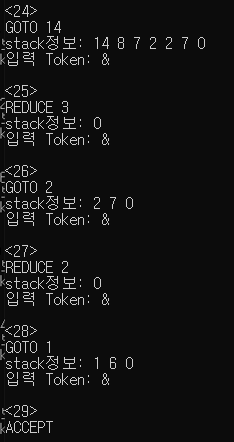 <24>
GOTO 14
stack정보: 14 8 7 2 2 7 0
입력 Token: &
<25>
REDUCE 3
stack정보: 0
입력 Token: &
<26>
GOTO 2
stack정보: 2 7 0
입력 Token: &
<27>
REDUCE 2
stack정보: 0
입력 Token: &
<28>
GOTO 1
stack정보: 1 6 0
입력 Token: &
<29>
ACCEPT